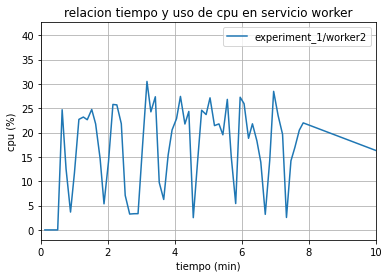 relacion tiempo y uso de cpu en servicio worker
experiment_1/worker2
cpu (%)
40
35
30
25
20
15
10
5
0
0 2 4 6 8 10
tiempo (min)